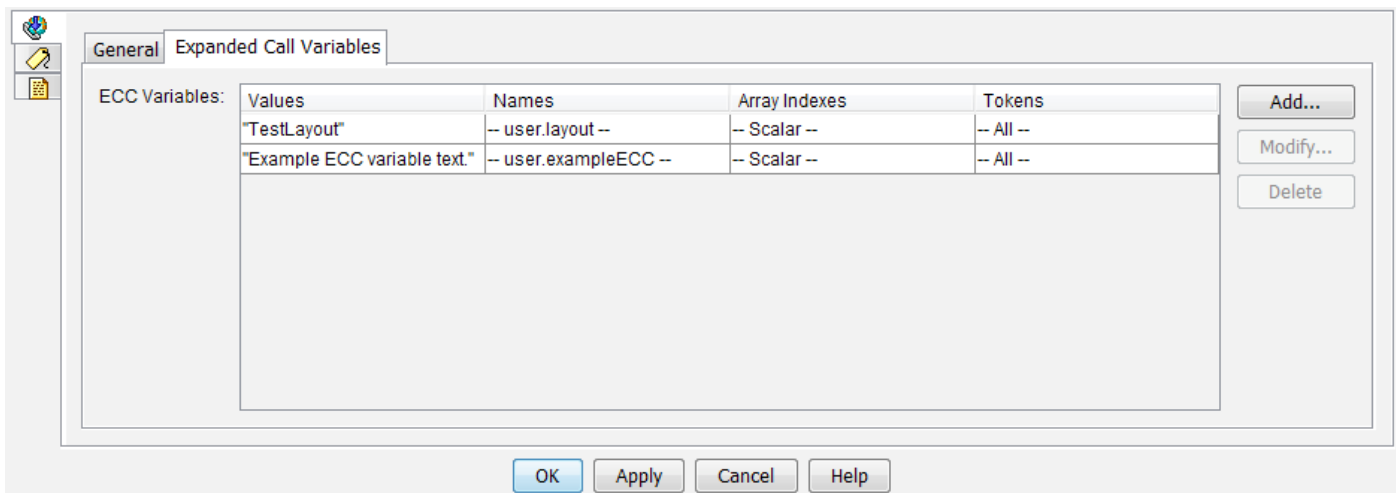 General Expanded Call Variables
ECC Variables: Values Names Array Indexes Tokens Add...
"TestLayout" -- user.layout -- -- Scalar -- -- All --
"Example ECC variable text." -- user.exampleECC -- -- Scalar -- -- All -- Modify...
Delete
OK Apply Cancel Help